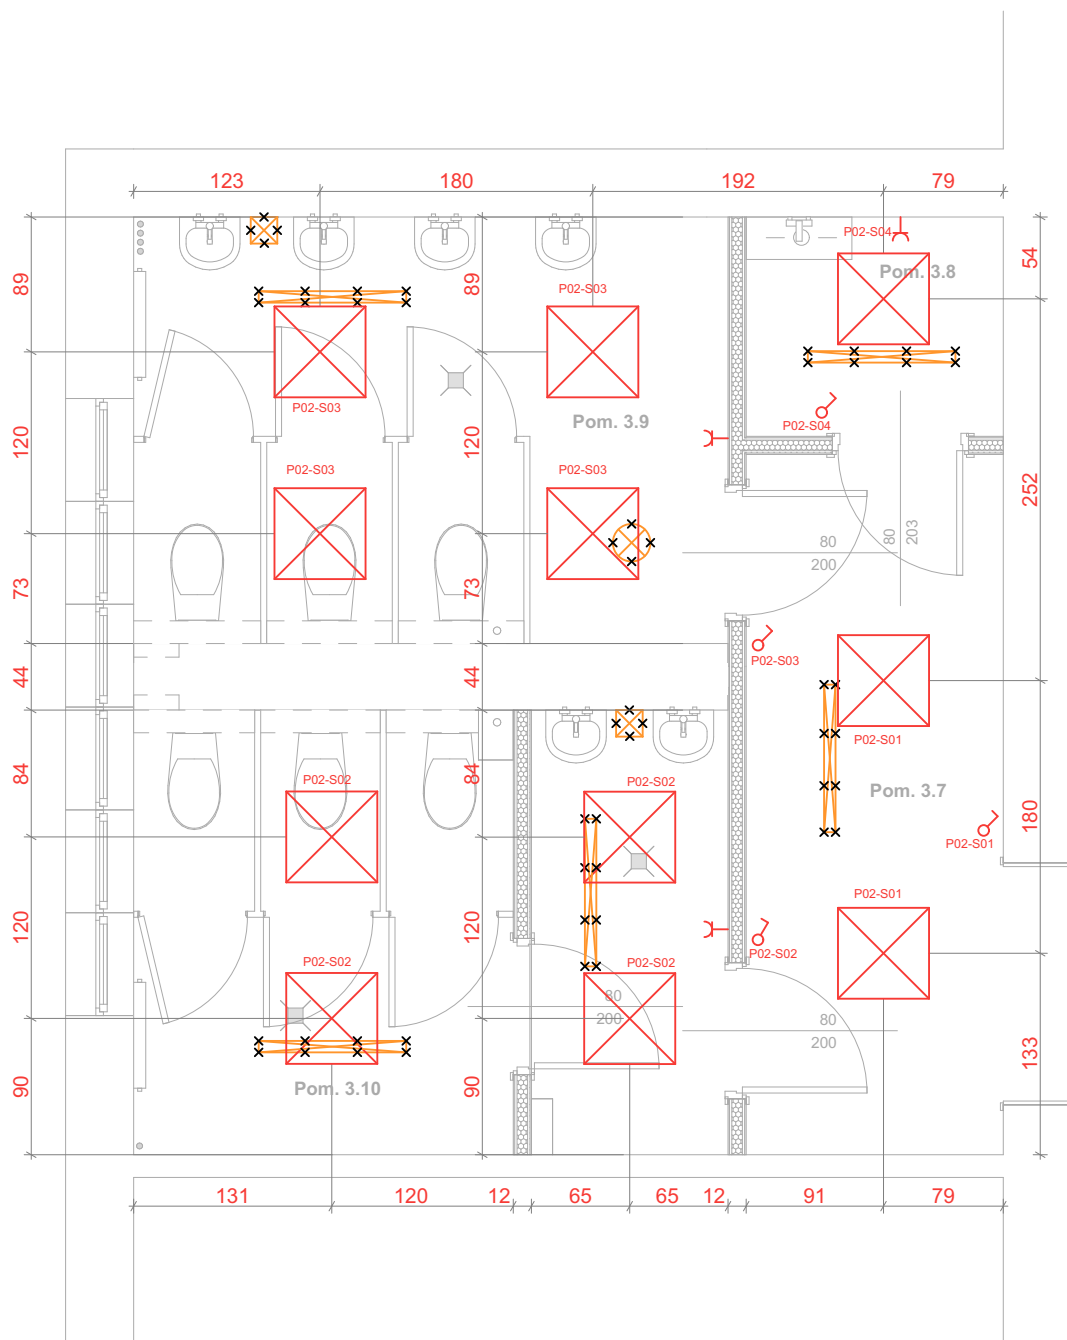 123 180 192 79
P02-S04
Pom. 3.8
54
89 89
P02-S03
P02-S03
Pom. 3.9
P02-S04
120 120
P02-S03 P02-S03
252
80 203
80
200
73 73
P02-S03
44 44
P02-S01
84 84
P02-S02 P02-S02
Pom. 3.7
180
P02-S01
P02-S01
120 120
P02-S02
P02-S02 P02-S02
80
200
80
200
133
90 90
Pom. 3.10
131 120 12 65 65 12 91 79